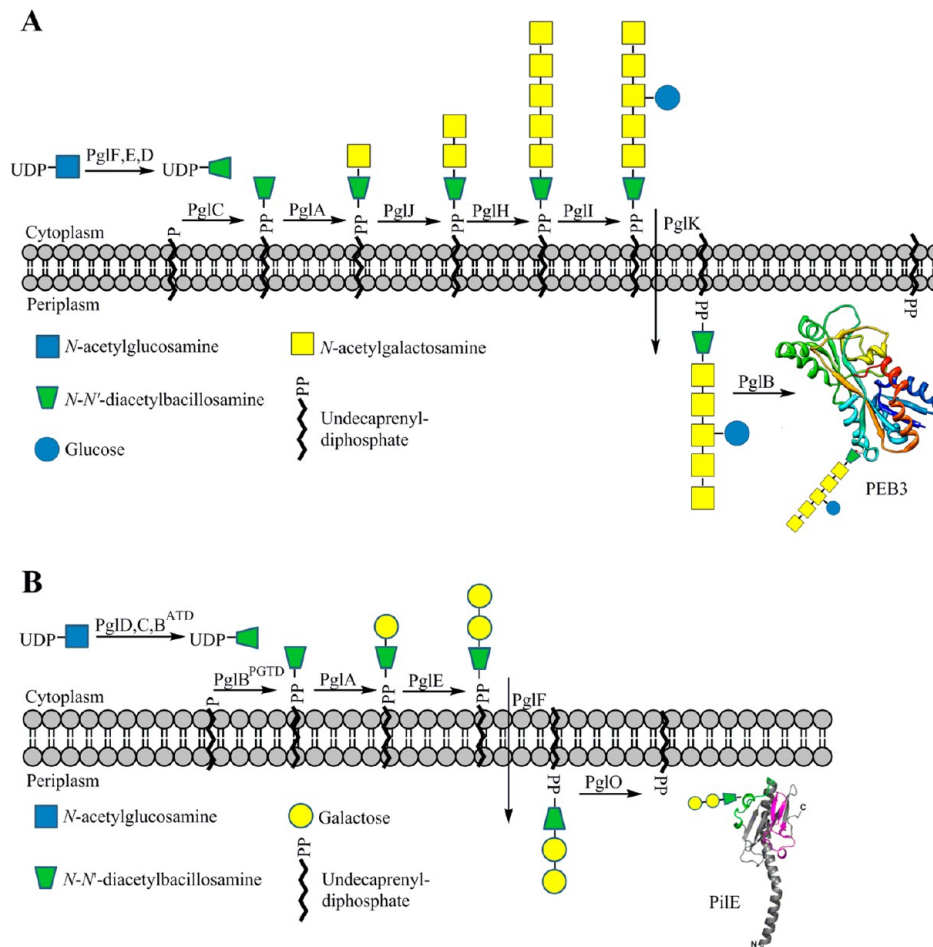 A
UDP
PglF,E,D
UDP
PglC
PglA
PglJ
PglH
PglI
PglK
P
PP
PP
PP
PP
PP
Cytoplasm
Periplasm
PP
PP
N-acetylglucosamine
N-acetylgalactosamine
N-N'-diacetylbacillosamine
PP
Undecaprenyl-
diphosphate
Glucose
PglB
PEB3
B
UDP
PglD,C,B^ATD
UDP
PglB^PGTD
PglA
PglE
PglF
P
PP
PP
PP
Cytoplasm
Periplasm
PP
PglO
PP
N-acetylglucosamine
Galactose
PP
N-N'-diacetylbacillosamine
Undecaprenyl-
diphosphate
C
PilE
N